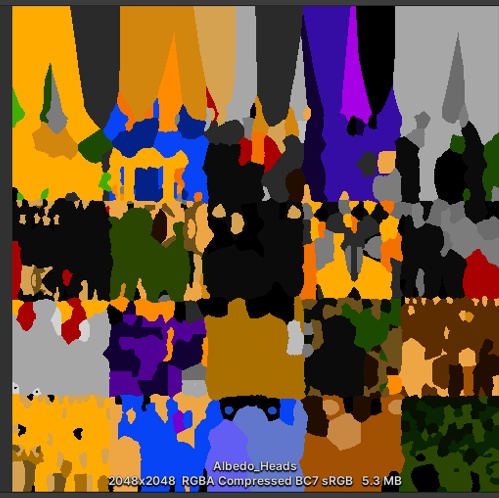 Albedo_Heads
2048x2048 RGBA Compressed BC7 sRGB 5.3 MB